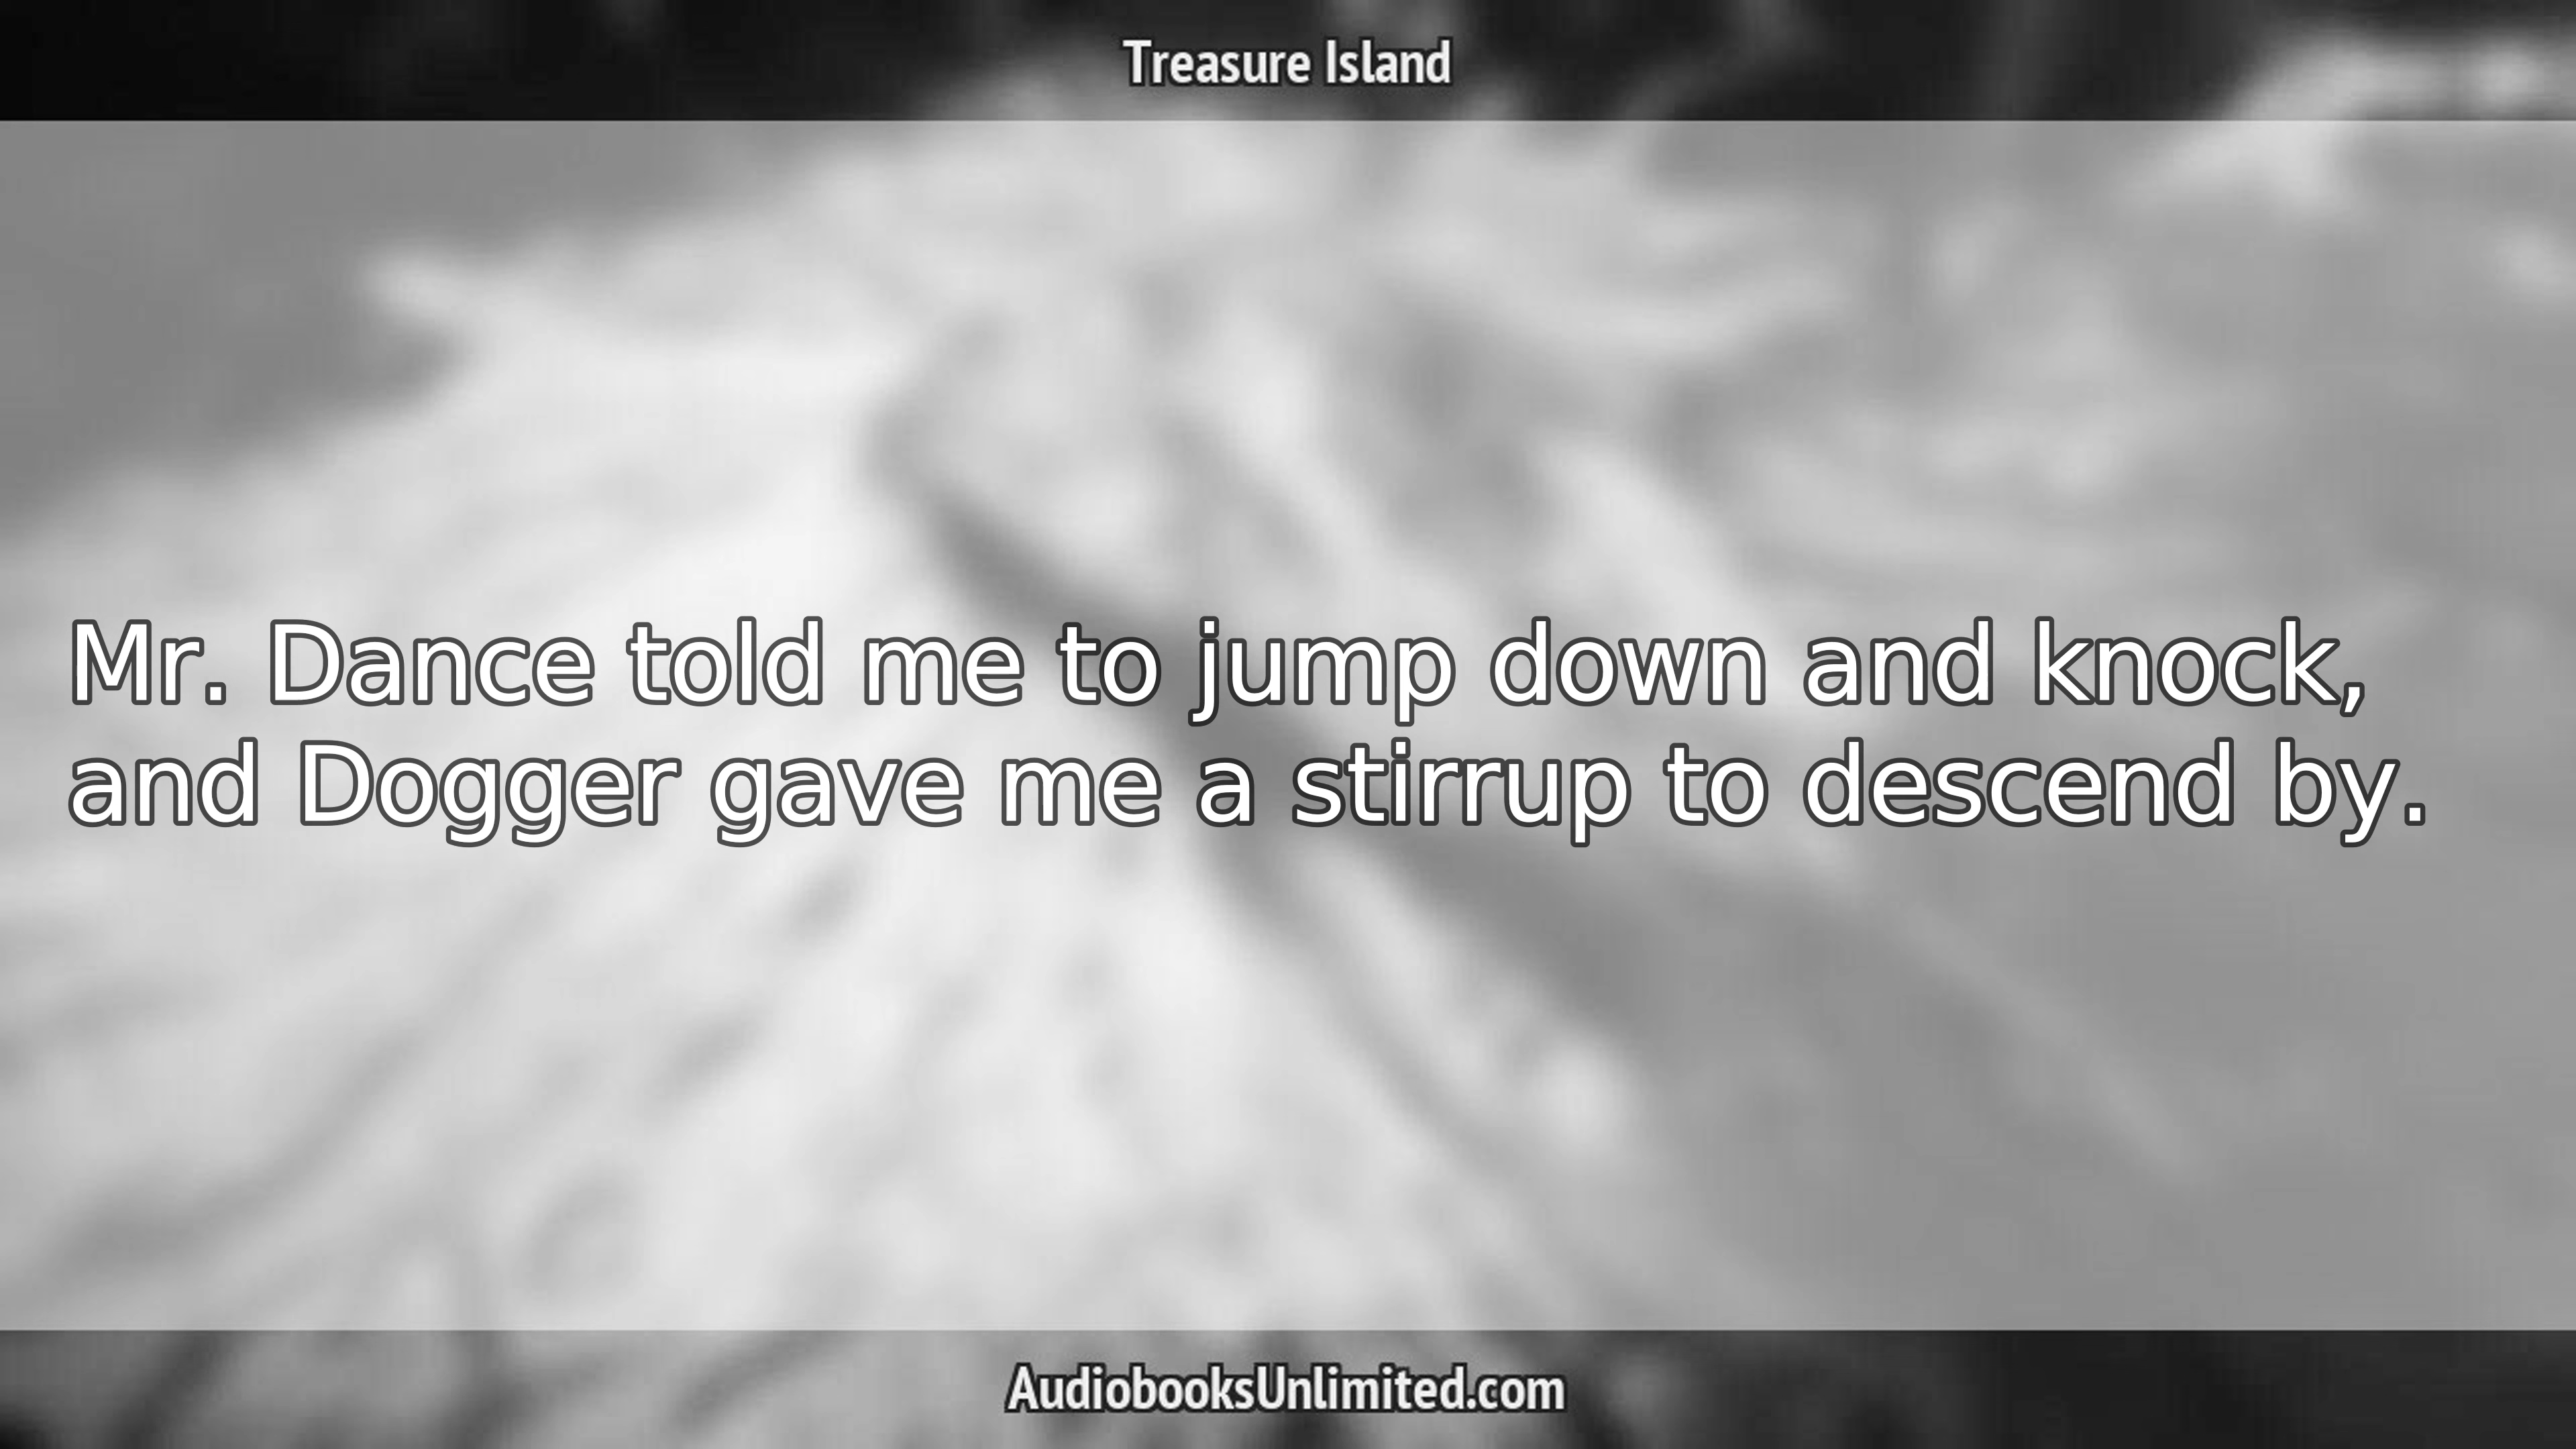 Treasure Island
Mr. Dance told me to jump down and knock,
and Dogger gave me a stirrup to descend by.
AudiobooksUnlimited.com